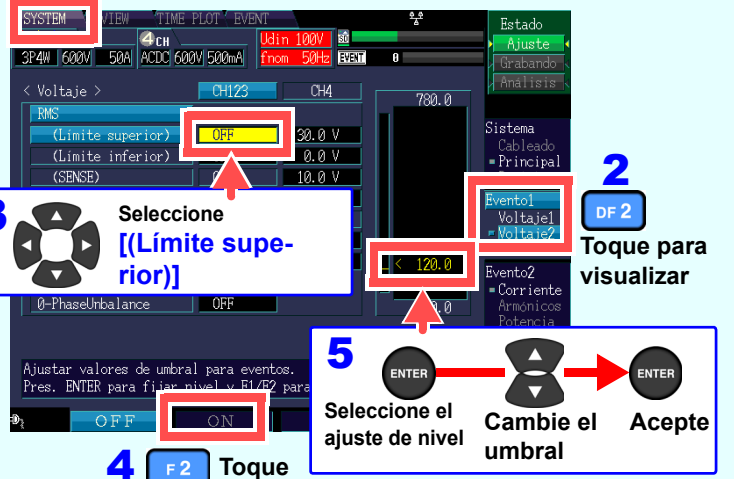 SYSTEM VIEW TIME PLOT EVENT
4CH
3P4W 600V 50A ACDC 600V 500mA
Udin 100V
fnom 50Hz
SD
EVENT 0
Estado
Ajuste
Grabando
Análisis
< Voltaje > CH123 CH4
RMS
(Límite superior) OFF 30.0 V
(Límite inferior) 0.0 V
(SENSE) 10.0 V
780.0
< 120.0
Sistema
Cableado
Principal
Evento1
Voltaje1
Voltaje2
Evento2
Corriente
Armónicos
Potencia
2
DF 2
Toque para
visualizar
Seleccione
[(Límite supe-
rior)]
0-PhaseUnbalance OFF
Ajustar valores de umbral para eventos.
Pres. ENTER para fijar nivel y F1/F2 para
OFF ON
4 F 2 Toque
5
ENTER
ENTER
Seleccione el
ajuste de nivel
Cambie el
umbral
Acepte